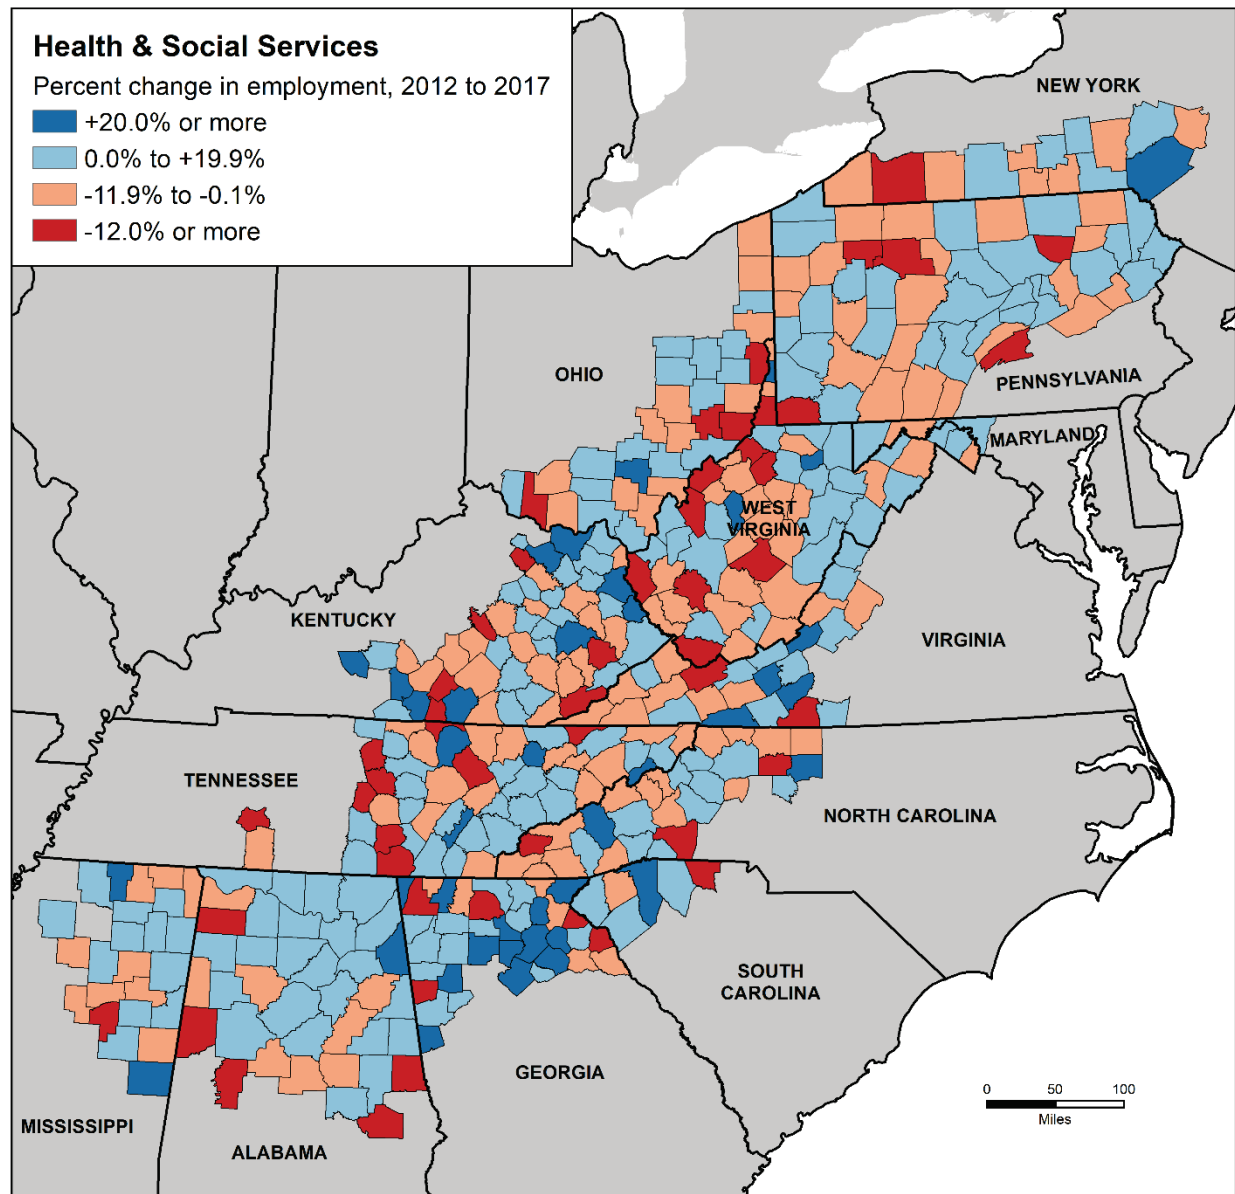 Health & Social Services
Percent change in employment, 2012 to 2017
+20.0% or more
0.0% to +19.9%
-11.9% to -0.1%
-12.0% or more
NEW YORK
OHIO
PENNSYLVANIA
MARYLAND
WEST
VIRGINIA
KENTUCKY
VIRGINIA
TENNESSEE
NORTH CAROLINA
SOUTH
CAROLINA
GEORGIA
MISSISSIPPI
ALABAMA
0 50 100
Miles